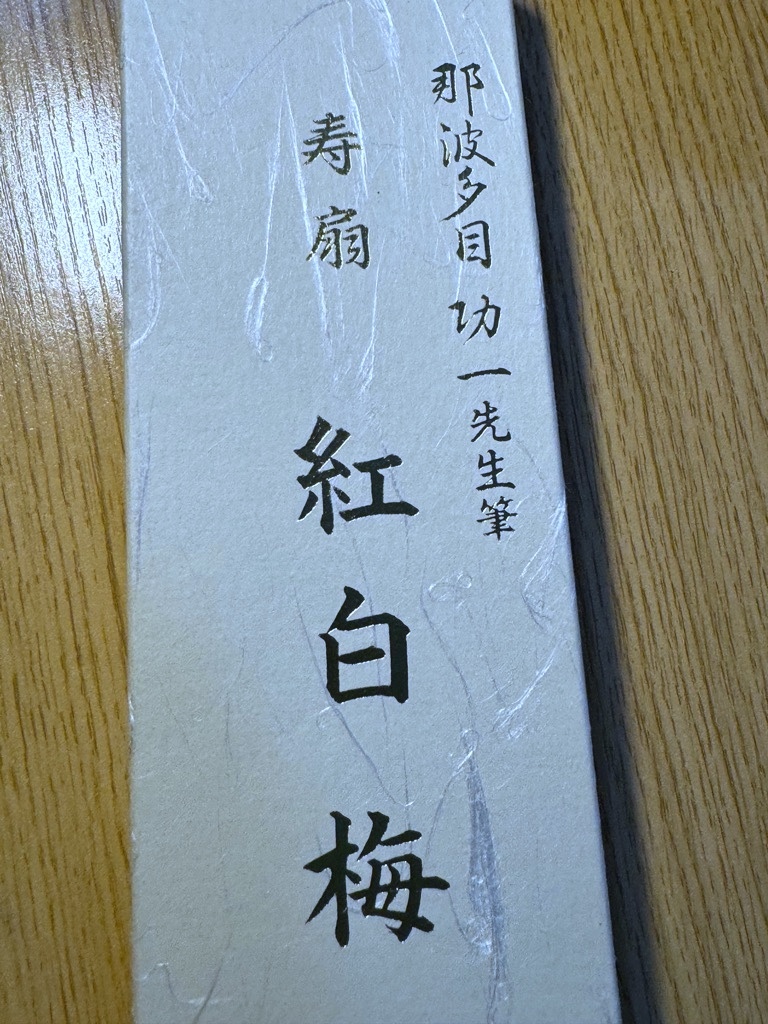 那波多目功一先生筆
寿扇 紅白梅